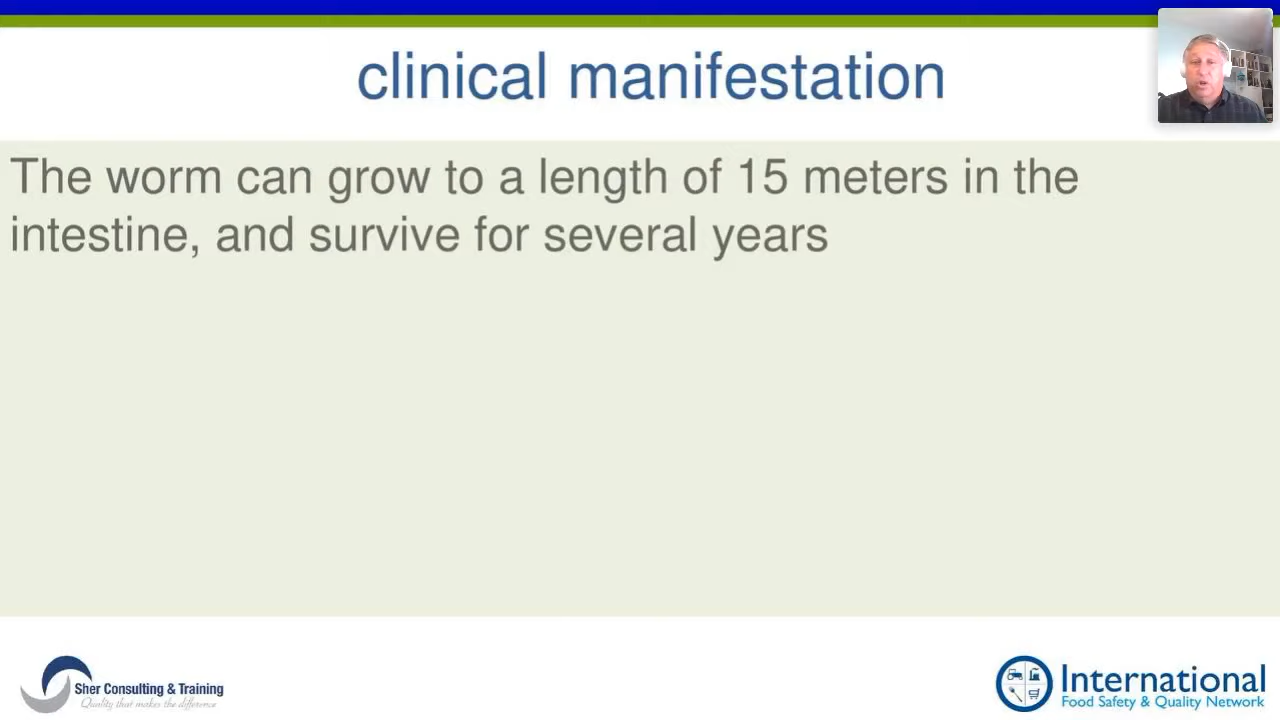 clinical manifestation
The worm can grow to a length of 15 meters in the
intestine, and survive for several years
Sher Consulting & Training
Quality that makes the difference
International
Food Safety & Quality Network